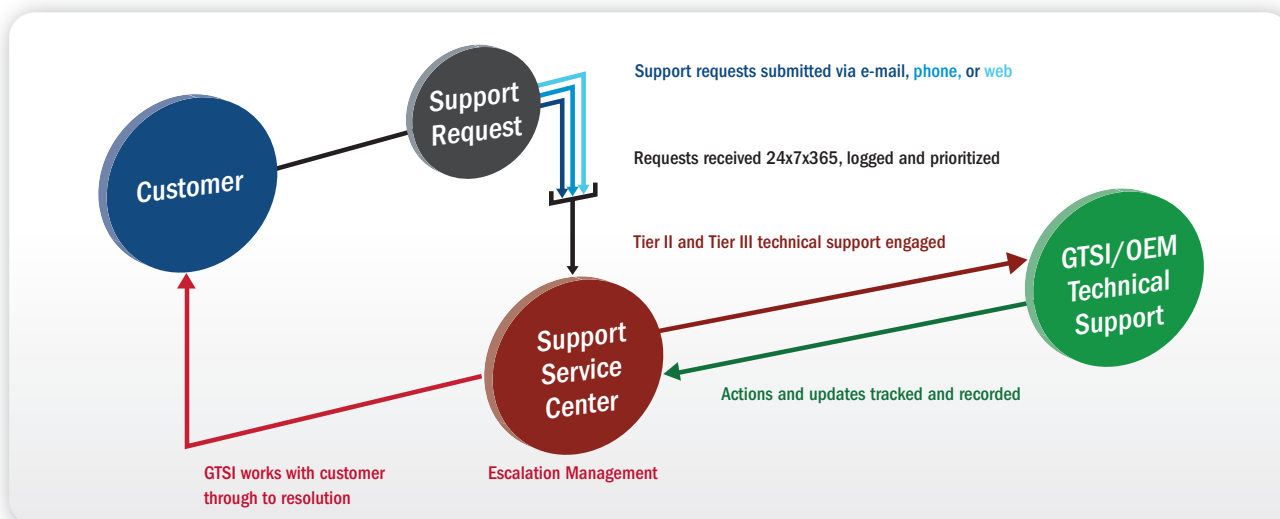 Support requests submitted via e-mail, phone, or web
Support
Request
Requests received 24x7x365, logged and prioritized
Customer
Tier II and Tier III technical support engaged
GTSI/OEM
Technical
Support
Support
Service
Center
Actions and updates tracked and recorded
GTSI works with customer
through to resolution
Escalation Management